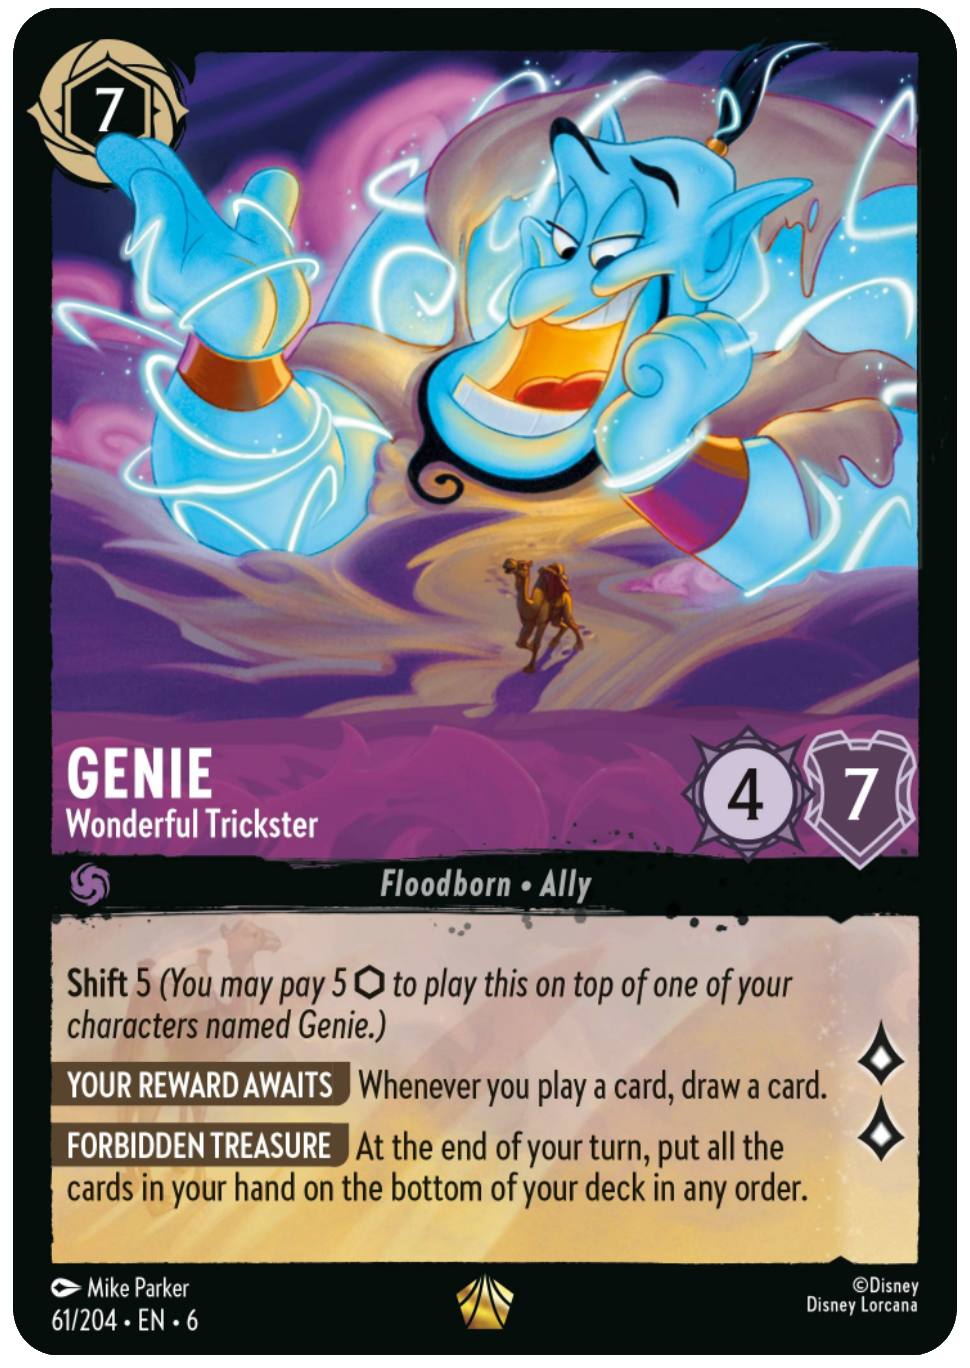 7
GENIE
Wonderful Trickster
4 7
Floodborn • Ally
Shift 5 (You may pay 5 ⬡ to play this on top of one of your
characters named Genie.)
YOUR REWARD AWAITS Whenever you play a card, draw a card.
FORBIDDEN TREASURE At the end of your turn, put all the
cards in your hand on the bottom of your deck in any order.
Mike Parker
61/204 • EN • 6
©Disney
Disney Lorcana